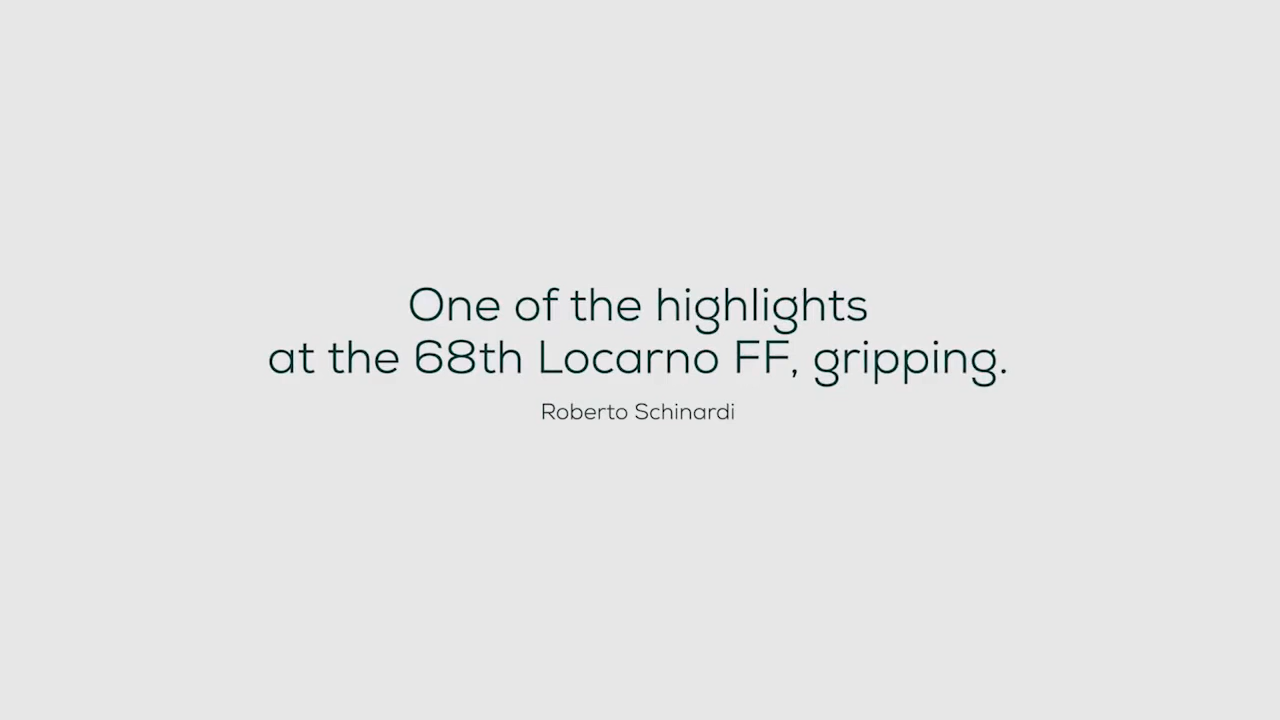 One of the highlights
at the 68th Locarno FF, gripping.
Roberto Schinardi